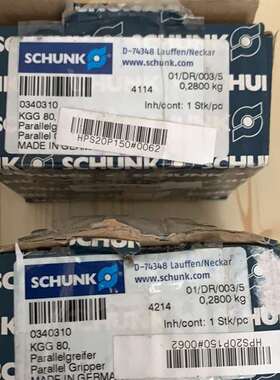 SCHUNK
D-74348 Lauffen/Neckar
www.schunk.com
4114
01/DR/003/5
0,2800 kg
0340310
Inh/cont: 1 Stk/pc
KGG 80,
Parallelgr
Parallel
MADE IN GERMA
HPS20P150#0062
SCHUNK
D-74348 Lauffen/Neckar
www.schunk.com
4214
01/DR/003/5
0,2800 kg
0340310
Inh/cont: 1 Stk/pc
KGG 80,
Parallelgreifer
Parallel Gripper
MADE IN GERMA
HPS20P150#0062